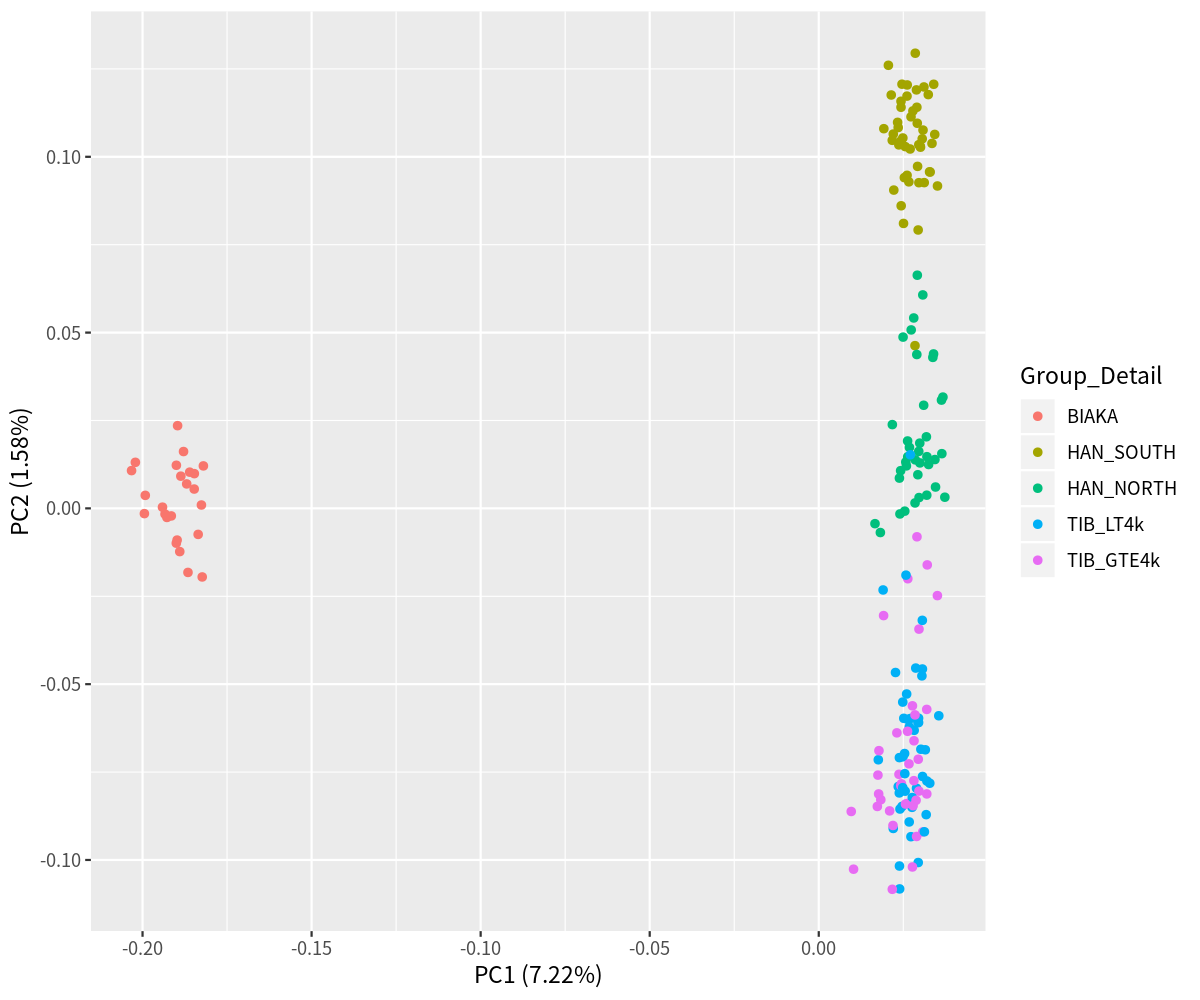 0.10
0.05
0.00
-0.05
-0.10
PC2 (1.58%)
-0.20
-0.15
-0.10
-0.05
0.00
PC1 (7.22%)
Group_Detail
BIAKA
HAN_SOUTH
HAN_NORTH
TIB_LT4k
TIB_GTE4k